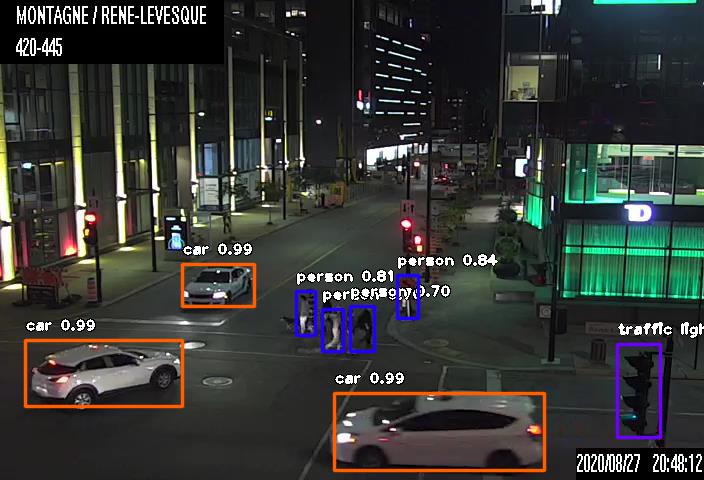 MONTAGNE / RENE-LEVESQUE
420-445
TD
car 0.99
person 0.84
person 0.81
person 0.70
car 0.99
traffic ligh
car 0.99
2020/08/27 20:48:12